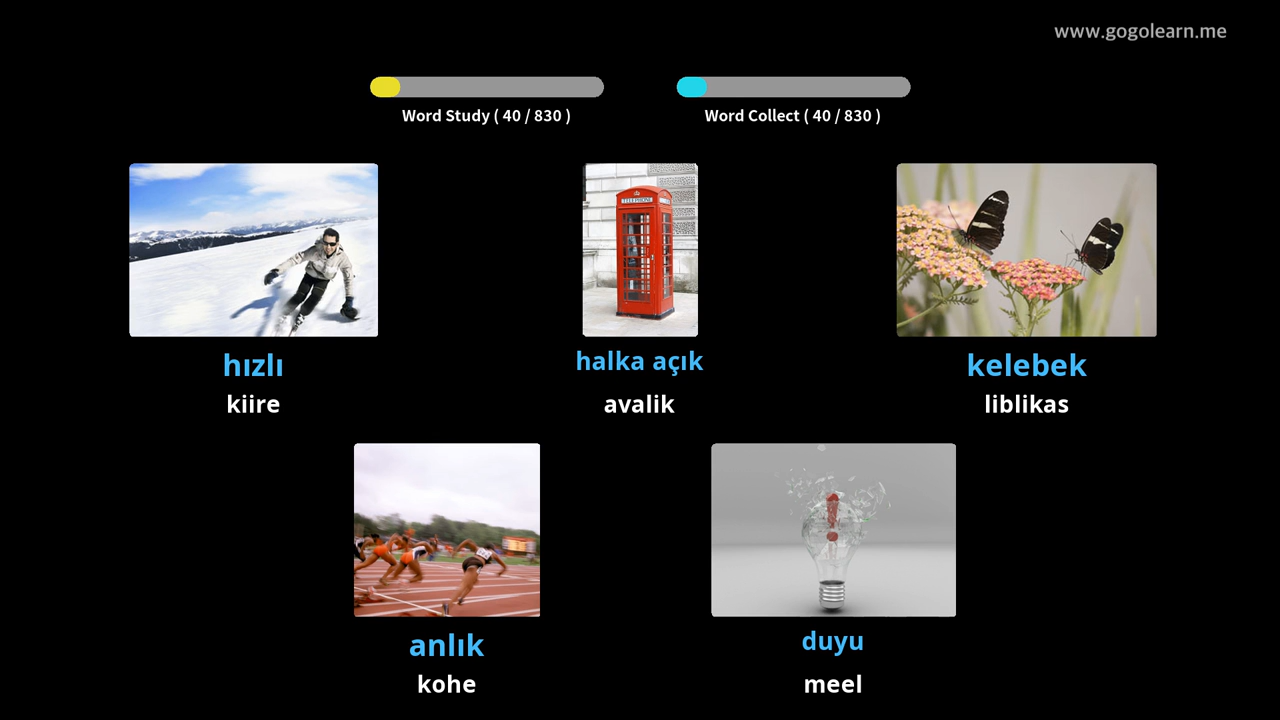 www.gogolearn.me
Word Study ( 40 / 830 )
Word Collect ( 40 / 830 )
TELEPHONE
hızlı
kiire
halka açık
avalik
kelebek
liblikas
anlık
kohe
duyu
meel